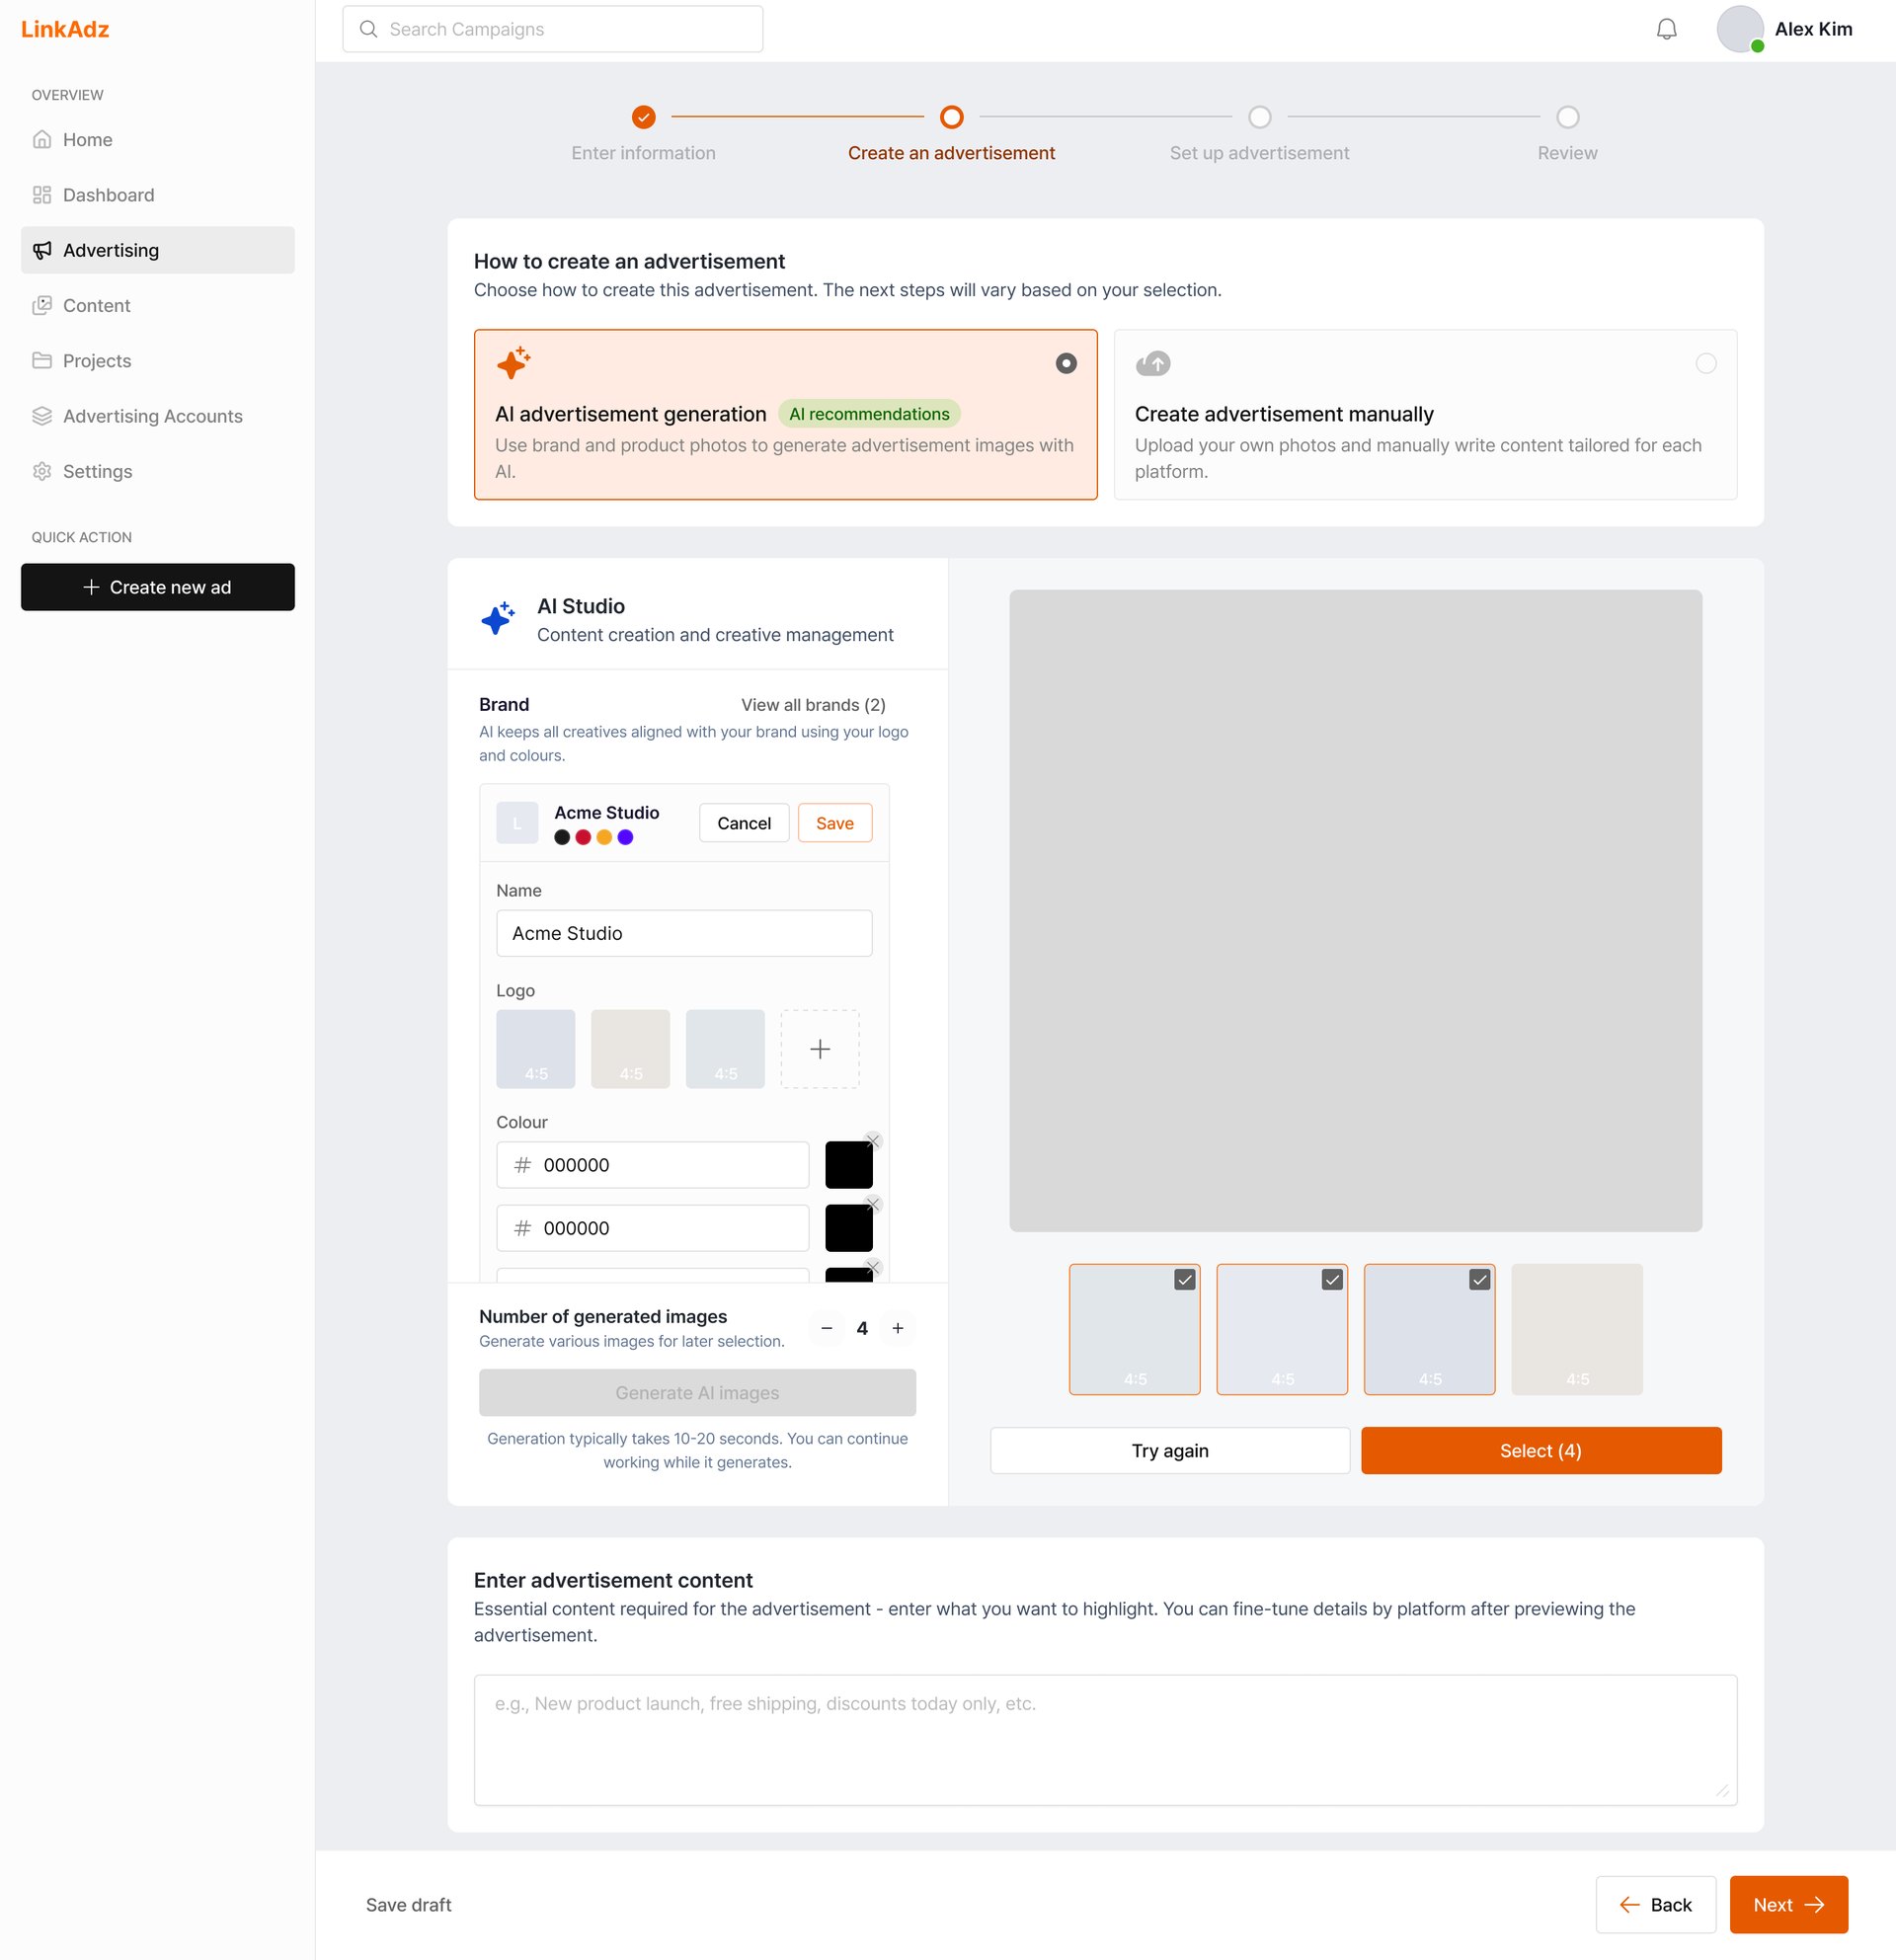 LinkAdz
Search Campaigns
Alex Kim
OVERVIEW
Home
Dashboard
Advertising
Content
Projects
Advertising Accounts
Settings
QUICK ACTION
Create new ad
Enter information
Create an advertisement
Set up advertisement
Review
How to create an advertisement
Choose how to create this advertisement. The next steps will vary based on your selection.
AI advertisement generation AI recommendations
Use brand and product photos to generate advertisement images with
AI.
Create advertisement manually
Upload your own photos and manually write content tailored for each
platform.
AI Studio
Content creation and creative management
Brand View all brands (2)
AI keeps all creatives aligned with your brand using your logo
and colours.
L
Acme Studio
Cancel
Save
Name
Acme Studio
Logo
4:5 4:5 4:5
Colour
# 000000
# 000000
Number of generated images
Generate various images for later selection.
− 4 +
Generate AI images
Generation typically takes 10-20 seconds. You can continue
working while it generates.
4:5 4:5 4:5 4:5
Try again
Select (4)
Enter advertisement content
Essential content required for the advertisement - enter what you want to highlight. You can fine-tune details by platform after previewing the
advertisement.
e.g., New product launch, free shipping, discounts today only, etc.
Save draft
Back
Next